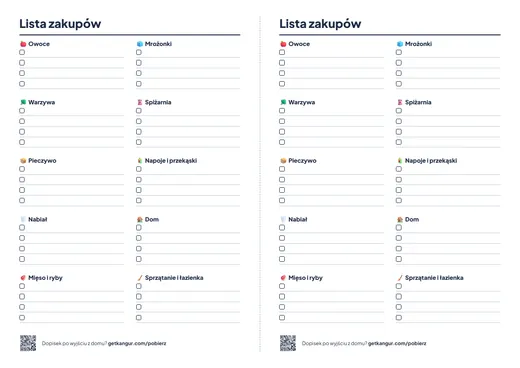 Lista zakupów
Owoce
Mrożonki
Warzywa
Spiżarnia
Pieczywo
Napoje i przekąski
Nabiał
Dom
Mięso i ryby
Sprzątanie i łazienka
Dopisek po wyjściu z domu? getkangur.com/pobierz
Lista zakupów
Owoce
Mrożonki
Warzywa
Spiżarnia
Pieczywo
Napoje i przekąski
Nabiał
Dom
Mięso i ryby
Sprzątanie i łazienka
Dopisek po wyjściu z domu? getkangur.com/pobierz